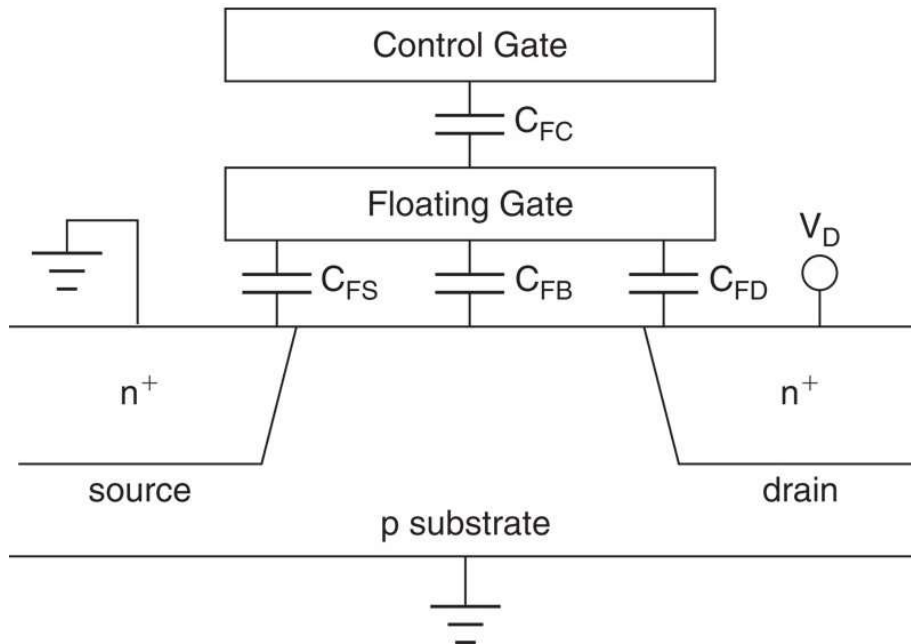 Control Gate
C_FC
Floating Gate
V_D
C_FS
C_FB
C_FD
n+
n+
source
drain
p substrate